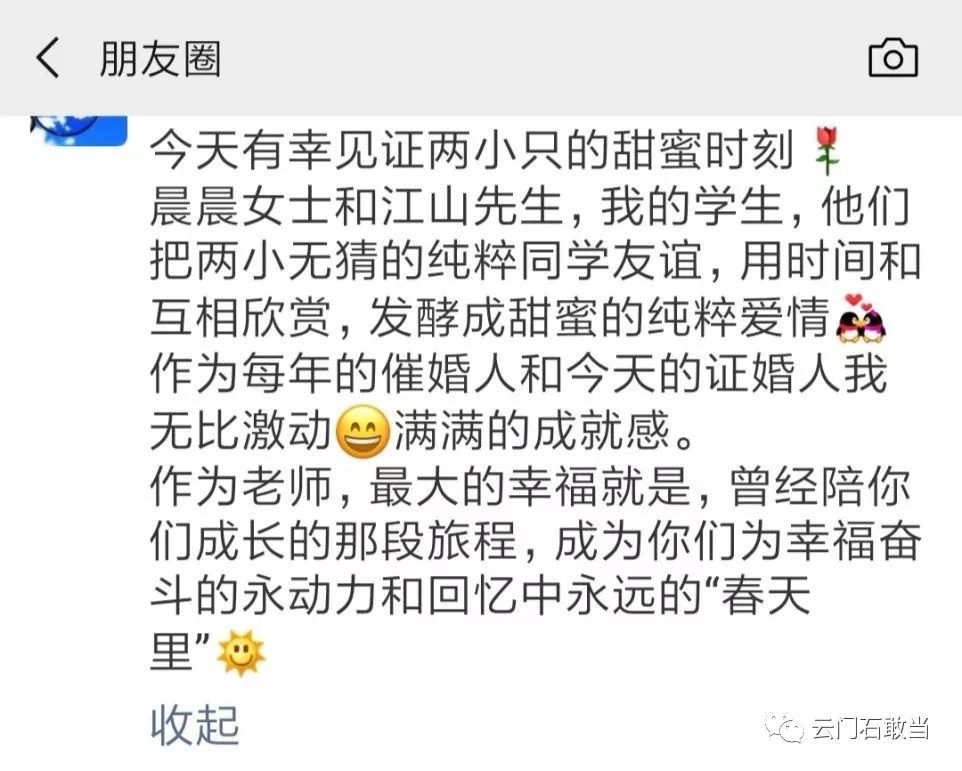 朋友圈
今天有幸见证两小只的甜蜜时刻🌹
晨晨女士和江山先生，我的学生，他们
把两小无猜的纯粹同学友谊，用时间和
互相欣赏，发酵成甜蜜的纯粹爱情
作为每年的催婚人和今天的证婚人我
无比激动😄满满的成就感。
作为老师，最大的幸福就是，曾经陪你
们成长的那段旅程，成为你们为幸福奋
斗的永动力和回忆中永远的“春天
里”🌞
收起
云门石敢当